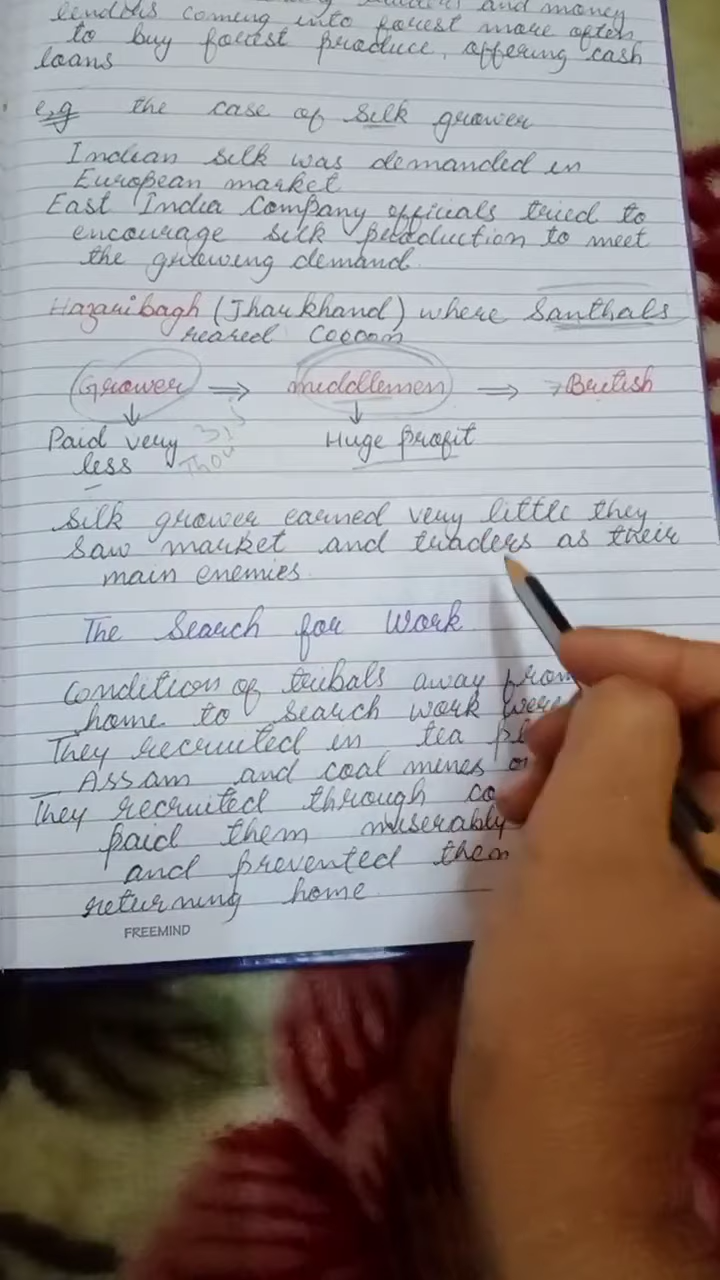 and money
lenders coming into forest more often
to buy forest produce, offering cash
loans
e.g the case of silk grower
Indian silk was demanded in
European market
East India Company officials tried to
encourage silk production to meet
the growing demand.
Hazaribagh (Jharkhand) where Santhals
reared Cocoon
Grower ⇒ middlemen ⇒ British
Paid very less
Huge profit
Silk grower earned very little they
saw market and traders as their
main enemies.
The Search for Work
Condition of tribals away from
home to search work were
They recruited in tea
Assam and coal mines
They recruited through
paid them miserably
and prevented them
returning home
FREEMIND